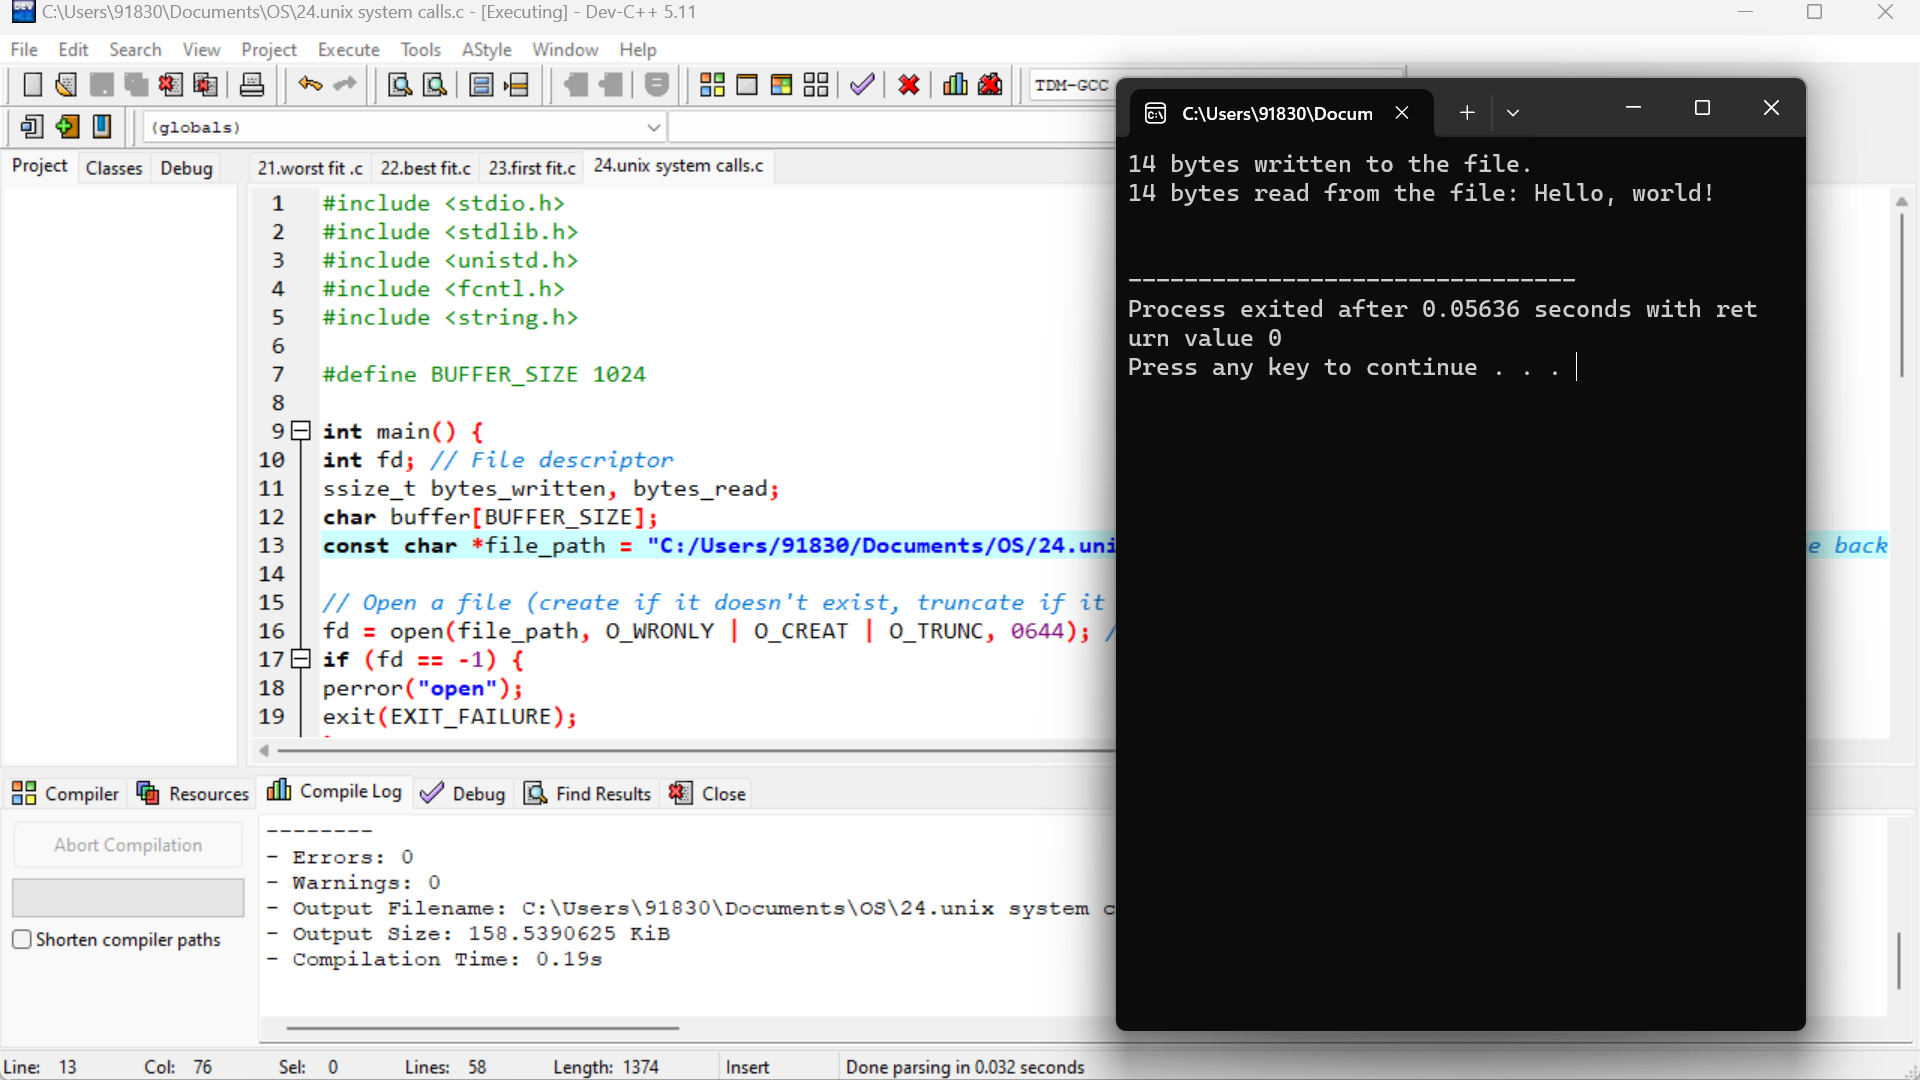 C:\Users\91830\Documents\OS\24.unix system calls.c - [Executing] - Dev-C++ 5.11
File Edit Search View Project Execute Tools AStyle Window Help
TDM-GCC
(globals)
Project Classes Debug
21.worst fit .c 22.best fit.c 23.first fit.c 24.unix system calls.c
1 #include <stdio.h>
2 #include <stdlib.h>
3 #include <unistd.h>
4 #include <fcntl.h>
5 #include <string.h>
6
7 #define BUFFER_SIZE 1024
8
9 int main() {
10 int fd; // File descriptor
11 ssize_t bytes_written, bytes_read;
12 char buffer[BUFFER_SIZE];
13 const char *file_path = "C:/Users/91830/Documents/OS/24.uni
e back
14
15 // Open a file (create if it doesn't exist, truncate if it
16 fd = open(file_path, O_WRONLY | O_CREAT | O_TRUNC, 0644); /
17 if (fd == -1) {
18 perror("open");
19 exit(EXIT_FAILURE);
C:\Users\91830\Docum
14 bytes written to the file.
14 bytes read from the file: Hello, world!
--------------------------------
Process exited after 0.05636 seconds with ret
urn value 0
Press any key to continue . . .
Compiler Resources Compile Log Debug Find Results Close
Abort Compilation
Shorten compiler paths
--------
- Errors: 0
- Warnings: 0
- Output Filename: C:\Users\91830\Documents\OS\24.unix system c
- Output Size: 158.5390625 KiB
- Compilation Time: 0.19s
Line: 13 Col: 76 Sel: 0 Lines: 58 Length: 1374 Insert Done parsing in 0.032 seconds